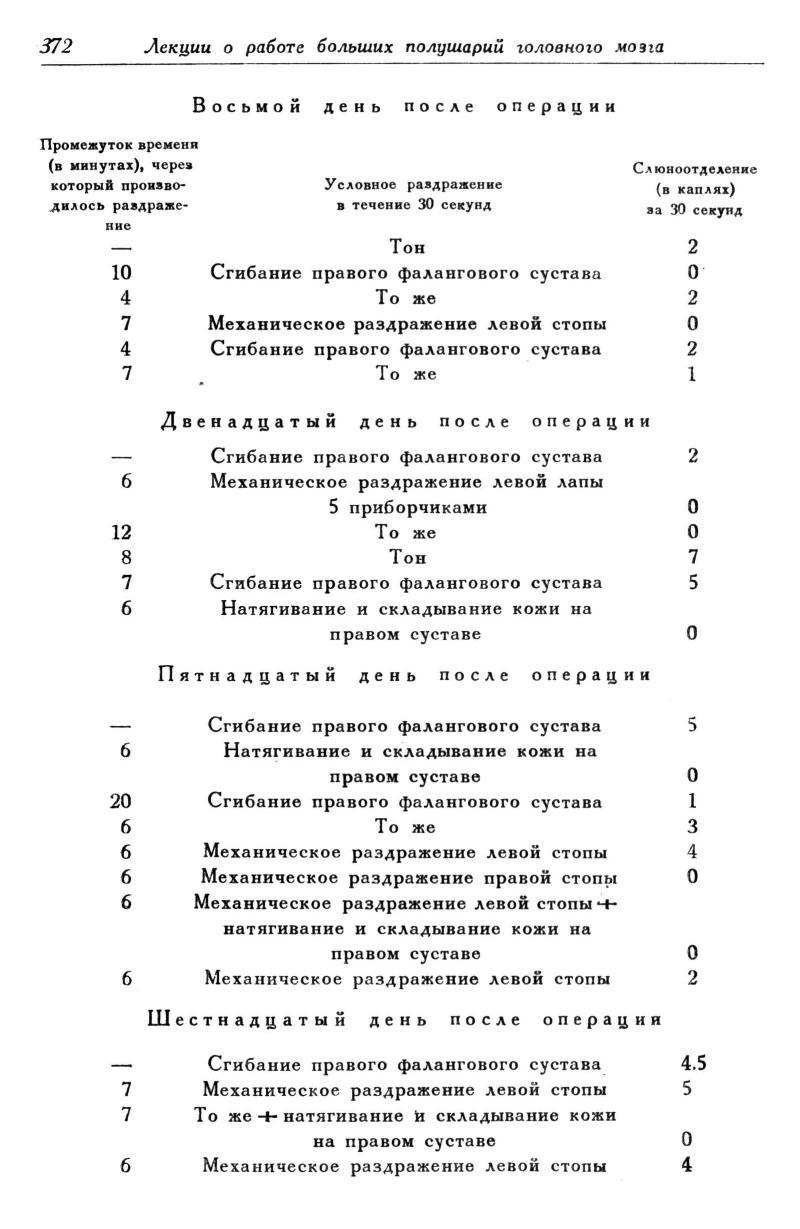 372 Лекции о работе больших полушарий головного мозга
Восьмой день после операции
Промежуток времени
(в минутах), через
который произво-
дилось раздраже-
ние
Условное раздражение
в течение 30 секунд
Слюноотделение
(в каплях)
за 30 секунд
— Тон 2
10 Сгибание правого фалангового сустава 0
4 То же 2
7 Механическое раздражение левой стопы 0
4 Сгибание правого фалангового сустава 2
7 То же 1
Двенадцатый день после операции
— Сгибание правого фалангового сустава 2
6 Механическое раздражение левой лапы
5 приборчиками 0
12 То же 0
8 Тон 7
7 Сгибание правого фалангового сустава 5
6 Натягивание и складывание кожи на
правом суставе 0
Пятнадцатый день после операции
— Сгибание правого фалангового сустава 5
6 Натягивание и складывание кожи на
правом суставе 0
20 Сгибание правого фалангового сустава 1
6 То же 3
6 Механическое раздражение левой стопы 4
6 Механическое раздражение правой стопы 0
6 Механическое раздражение левой стопы +
натягивание и складывание кожи на
правом суставе 0
6 Механическое раздражение левой стопы 2
Шестнадцатый день после операции
— Сгибание правого фалангового сустава 4.5
7 Механическое раздражение левой стопы 5
7 То же + натягивание и складывание кожи
на правом суставе 0
6 Механическое раздражение левой стопы 4